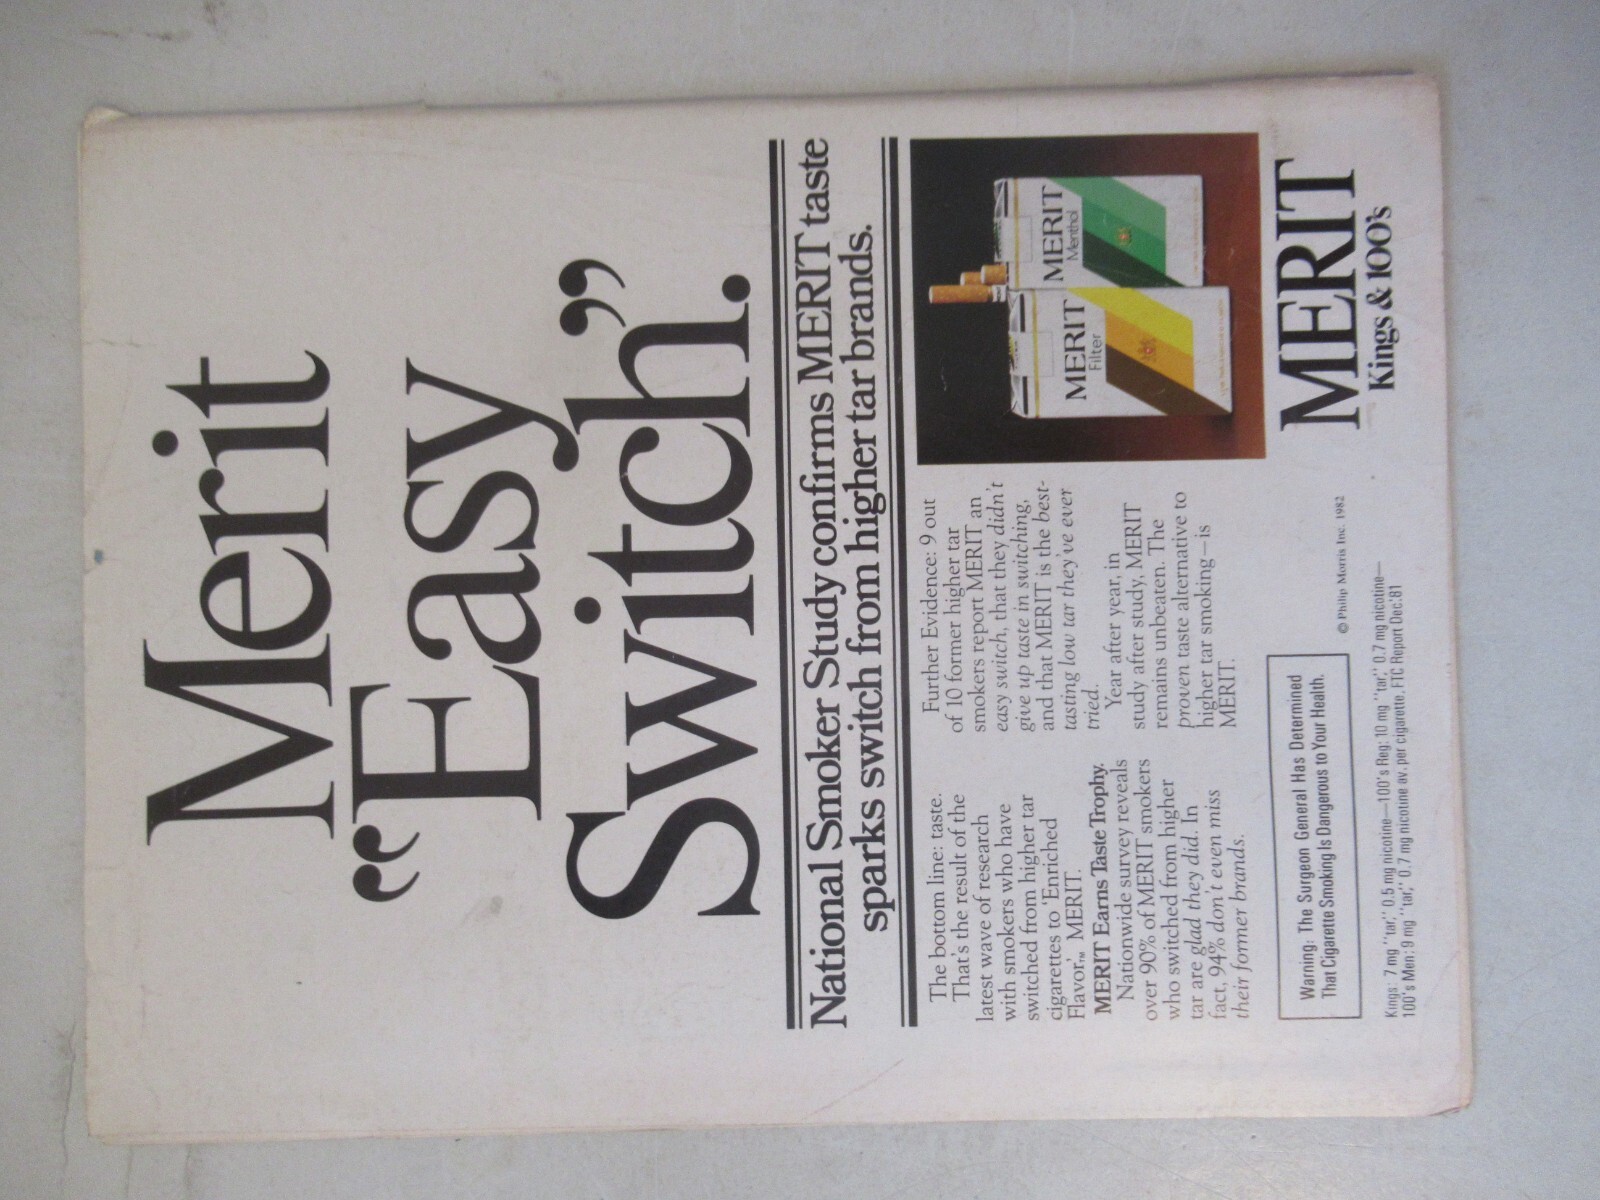 Merit
“Easy
Switch.”
National Smoker Study confirms MERIT taste
sparks switch from higher tar brands.
The bottom line: taste.
That's the result of the
latest wave of research
with smokers who have
switched from higher tar
cigarettes to 'Enriched
Flavor,'™ MERIT.
MERIT Earns Taste Trophy.
Nationwide survey reveals
over 90% of MERIT smokers
who switched from higher
tar are glad they did. In
fact, 94% don't even miss
their former brands.
Further Evidence: 9 out
of 10 former higher tar
smokers report MERIT an
easy switch, that they didn't
give up taste in switching,
and that MERIT is the best-
tasting low tar they've ever
tried.
Year after year, in
study after study, MERIT
remains unbeaten. The
proven taste alternative to
higher tar smoking—is
MERIT.
MERIT
Filter
MERIT
Menthol
MERIT
Kings & 100's
© Philip Morris Inc. 1982
Warning: The Surgeon General Has Determined
That Cigarette Smoking Is Dangerous to Your Health.
Kings: 7 mg "tar," 0.5 mg nicotine—100's Reg: 10 mg "tar," 0.7 mg nicotine—
100's Men: 9 mg "tar," 0.7 mg nicotine av. per cigarette, FTC Report Dec.'81